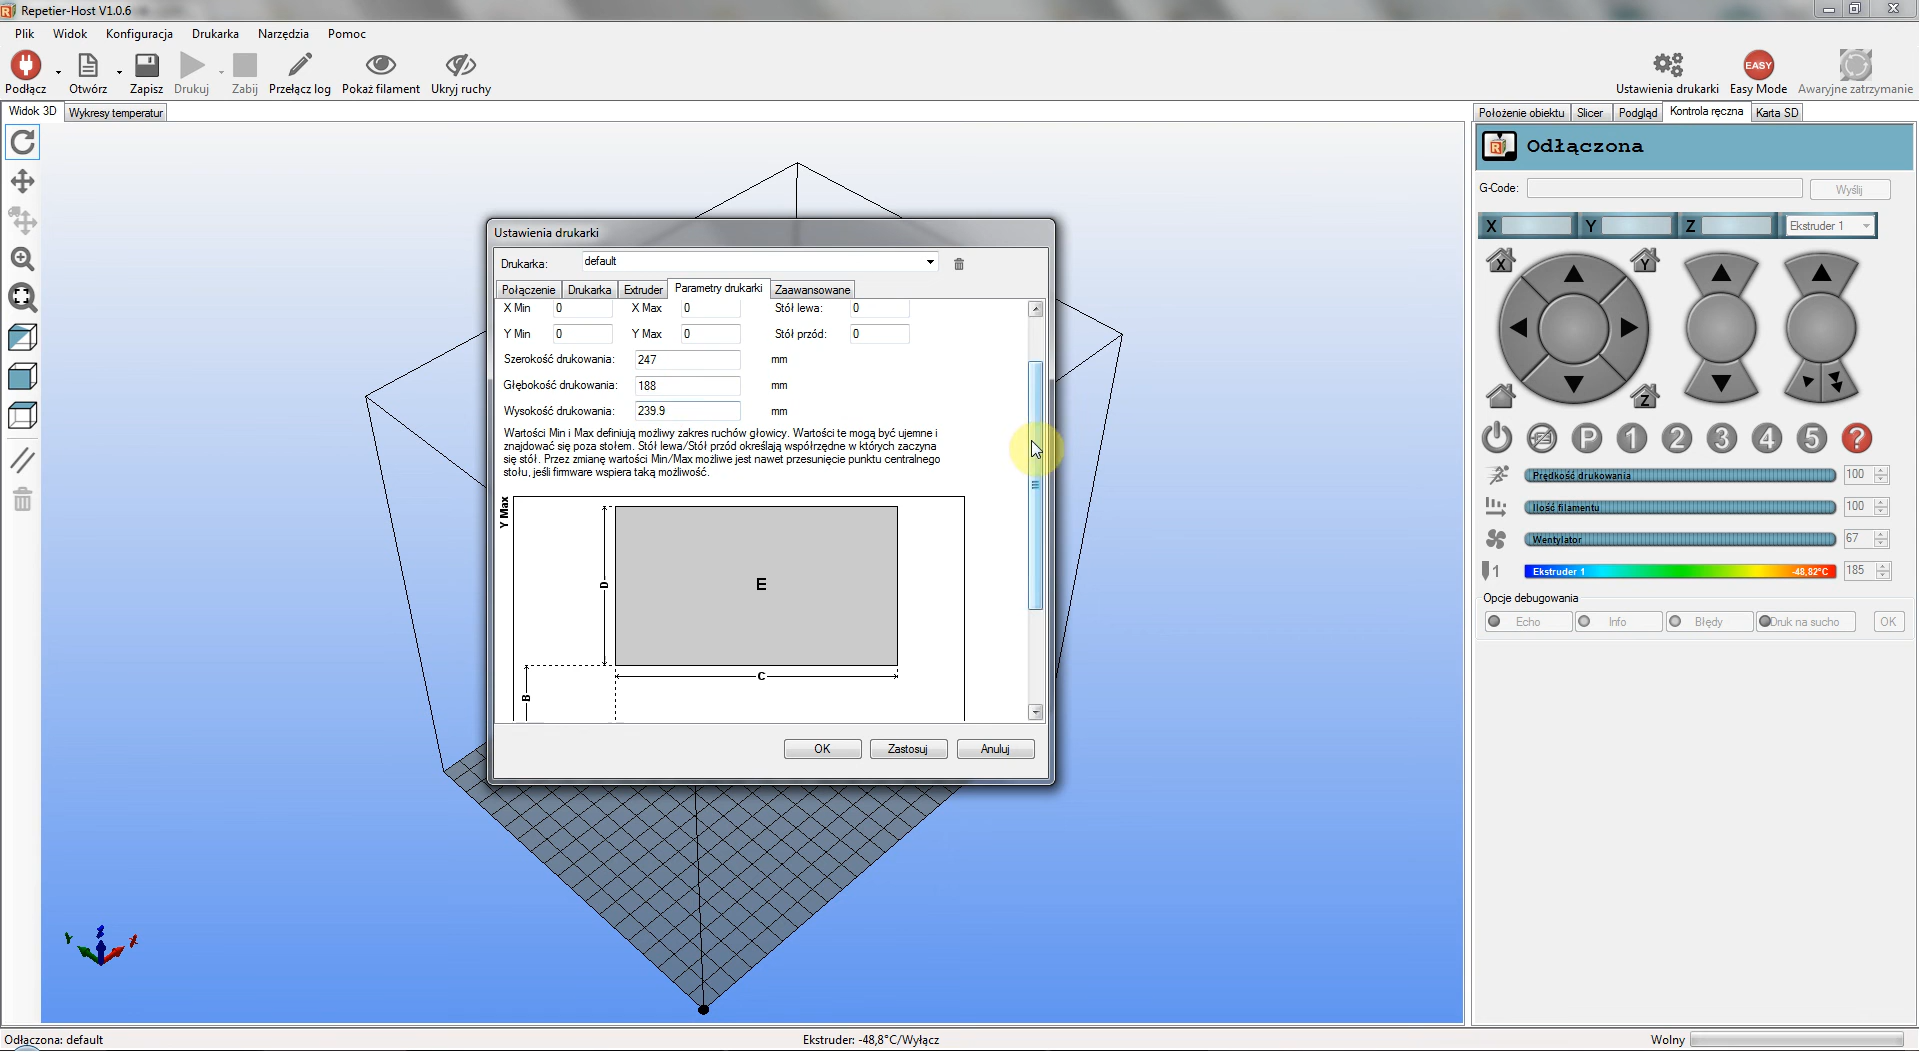 Repetier-Host V1.0.6
Plik Widok Konfiguracja Drukarka Narzędzia Pomoc
Podłącz Otwórz Zapisz Drukuj Zabij Przełącz log Pokaż filament Ukryj ruchy
EASY
Ustawienia drukarki Easy Mode Awaryjne zatrzymanie
Widok 3D Wykresy temperatur
Położenie obiektu Slicer Podgląd Kontrola ręczna Karta SD
Odłączona
G-Code: Wyślij
X Y Z Ekstruder 1
X Y
Z
P 1 2 3 4 5 ?
Prędkość drukowania 100
Ilość filamentu 100
Wentylator 67
1 Ekstruder 1 -48,82°C 185
Opcje debugowania
Echo Info Błędy Druk na sucho OK
Ustawienia drukarki
Drukarka: default
Połączenie Drukarka Extruder Parametry drukarki Zaawansowane
X Min 0 X Max 0 Stół lewa: 0
Y Min 0 Y Max 0 Stół przód: 0
Szerokość drukowania: 247 mm
Głębokość drukowania: 188 mm
Wysokość drukowania: 239.9 mm
Wartości Min i Max definiują możliwy zakres ruchów głowicy. Wartości te mogą być ujemne i
znajdować się poza stołem. Stół lewa/Stół przód określają współrzędne w których zaczyna
się stół. Przez zmianę wartości Min/Max możliwe jest nawet przesunięcie punktu centralnego
stołu, jeśli firmware wspiera taką możliwość.
Y Max
D
E
C
B
OK Zastosuj Anuluj
Y Z X
Odłączona: default Ekstruder: -48,8°C/Wyłącz Wolny